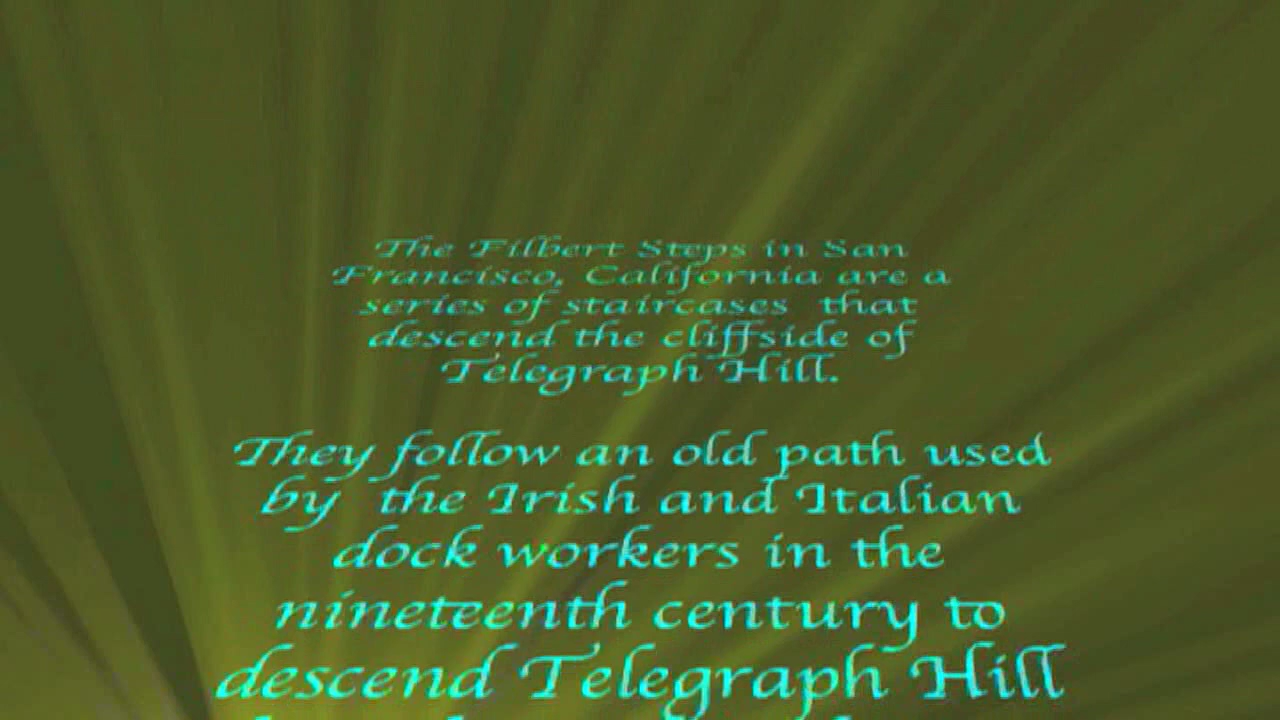 The Filbert Steps in San
Francisco, California are a
series of staircases that
descend the cliffside of
Telegraph Hill.
They follow an old path used
by the Irish and Italian
dock workers in the
nineteenth century to
descend Telegraph Hill